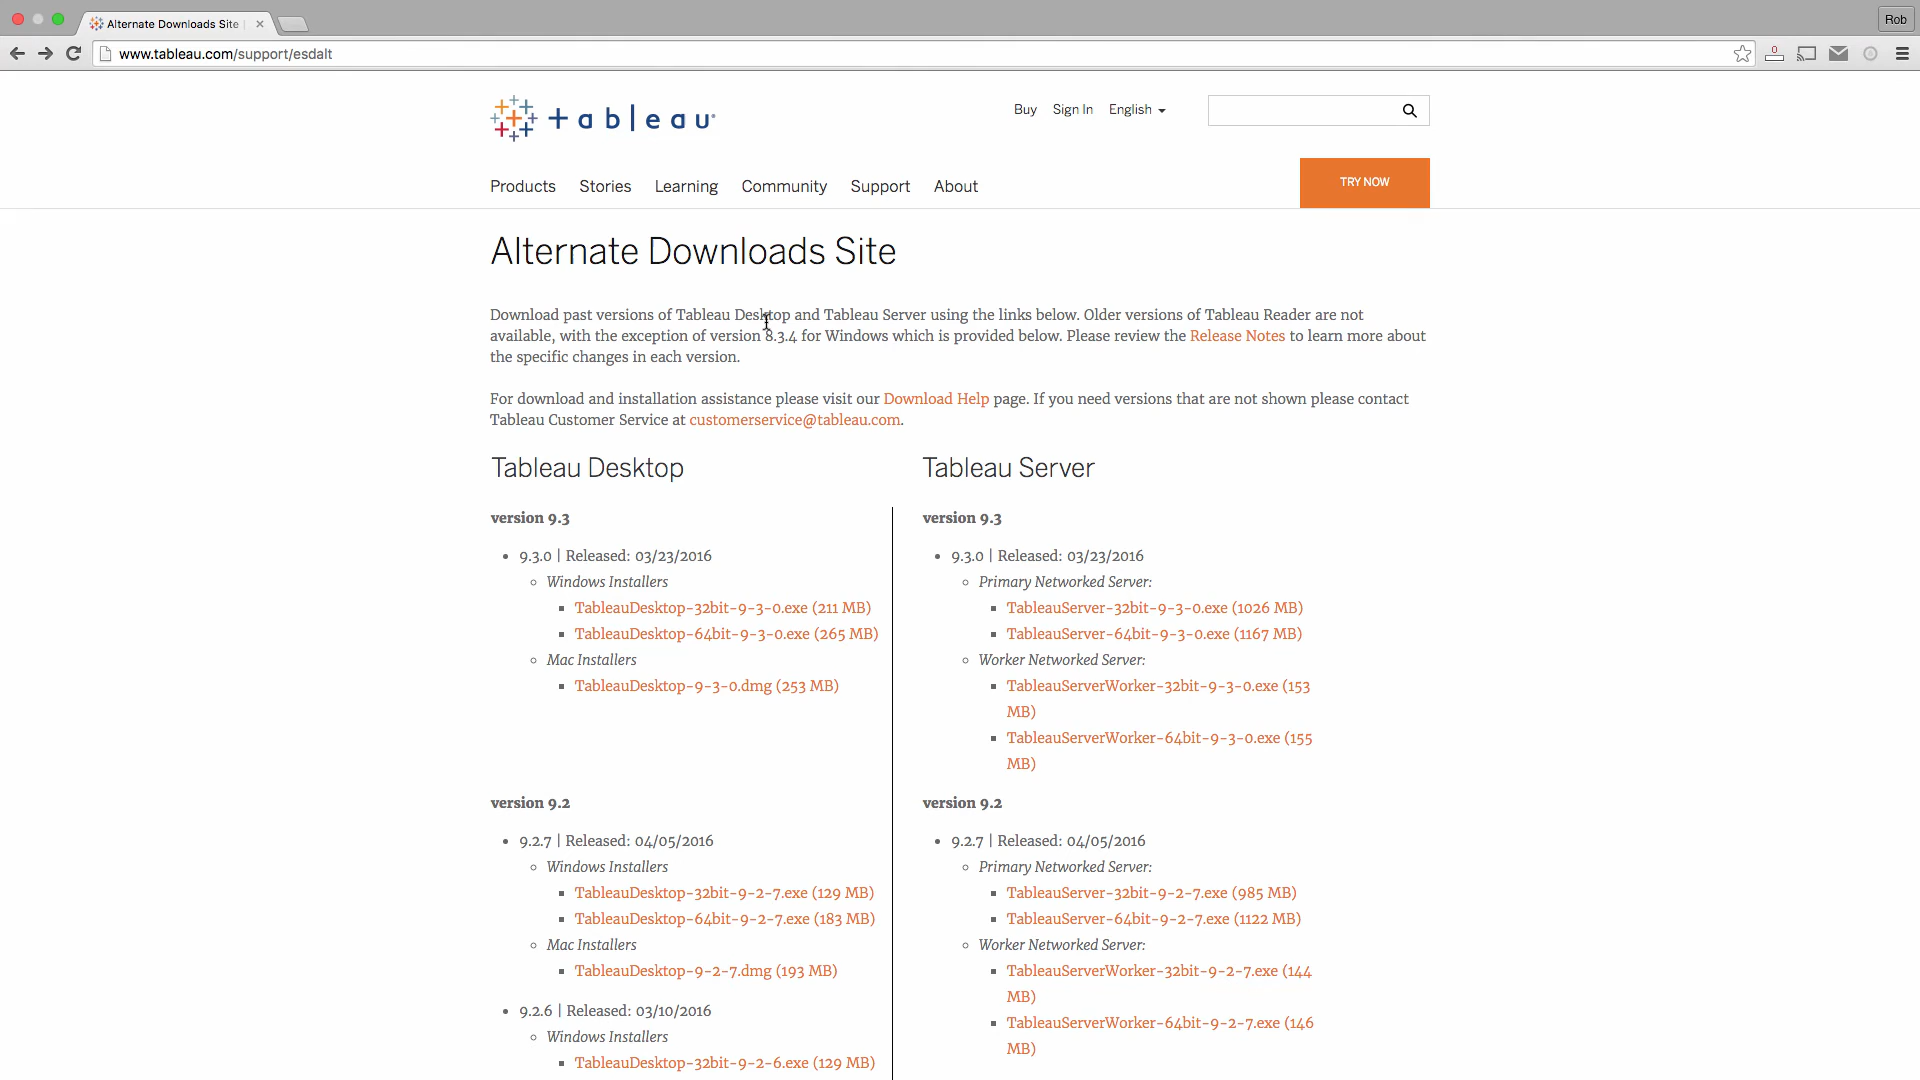 Alternate Downloads Site
Rob
www.tableau.com/support/esdalt
0
+ a b l e a u
Buy Sign In English
Products Stories Learning Community Support About
TRY NOW
Alternate Downloads Site
Download past versions of Tableau Desktop and Tableau Server using the links below. Older versions of Tableau Reader are not
available, with the exception of version 8.3.4 for Windows which is provided below. Please review the Release Notes to learn more about
the specific changes in each version.
For download and installation assistance please visit our Download Help page. If you need versions that are not shown please contact
Tableau Customer Service at customerservice@tableau.com.
Tableau Desktop
version 9.3
9.3.0 | Released: 03/23/2016
Windows Installers
TableauDesktop-32bit-9-3-0.exe (211 MB)
TableauDesktop-64bit-9-3-0.exe (265 MB)
Mac Installers
TableauDesktop-9-3-0.dmg (253 MB)
version 9.2
9.2.7 | Released: 04/05/2016
Windows Installers
TableauDesktop-32bit-9-2-7.exe (129 MB)
TableauDesktop-64bit-9-2-7.exe (183 MB)
Mac Installers
TableauDesktop-9-2-7.dmg (193 MB)
9.2.6 | Released: 03/10/2016
Windows Installers
TableauDesktop-32bit-9-2-6.exe (129 MB)
Tableau Server
version 9.3
9.3.0 | Released: 03/23/2016
Primary Networked Server:
TableauServer-32bit-9-3-0.exe (1026 MB)
TableauServer-64bit-9-3-0.exe (1167 MB)
Worker Networked Server:
TableauServerWorker-32bit-9-3-0.exe (153
MB)
TableauServerWorker-64bit-9-3-0.exe (155
MB)
version 9.2
9.2.7 | Released: 04/05/2016
Primary Networked Server:
TableauServer-32bit-9-2-7.exe (985 MB)
TableauServer-64bit-9-2-7.exe (1122 MB)
Worker Networked Server:
TableauServerWorker-32bit-9-2-7.exe (144
MB)
TableauServerWorker-64bit-9-2-7.exe (146
MB)